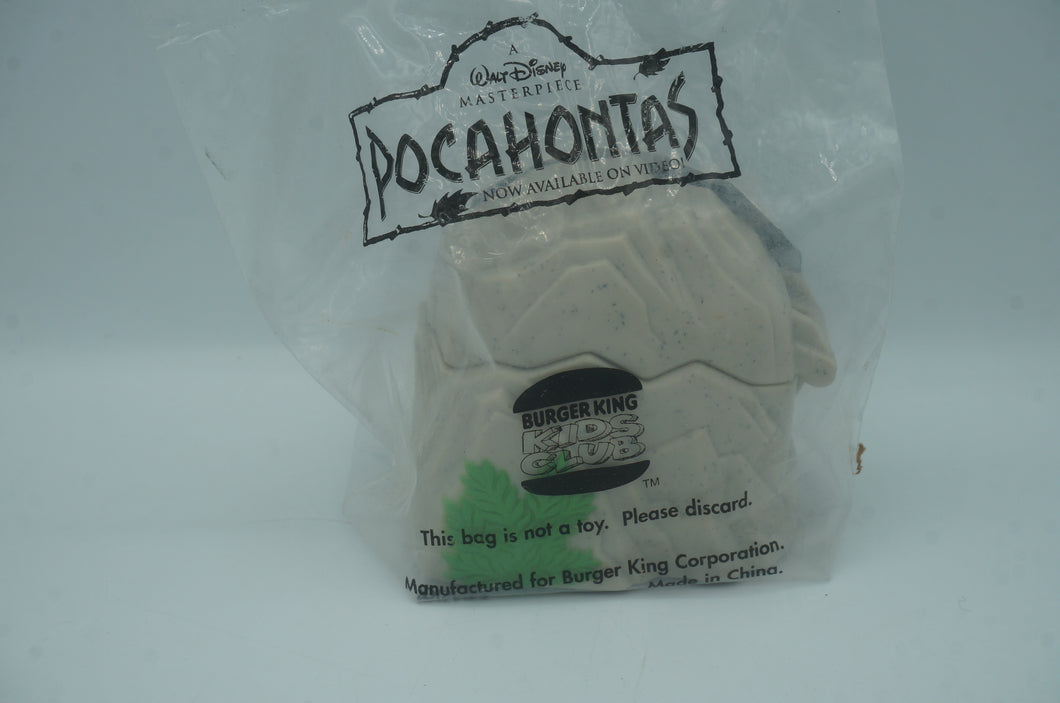 A
WALT DISNEY
MASTERPIECE
POCAHONTAS
NOW AVAILABLE ON VIDEO!
BURGER KING
KIDS
CLUB
TM
This bag is not a toy. Please discard.
Manufactured for Burger King Corporation.
Made in China.